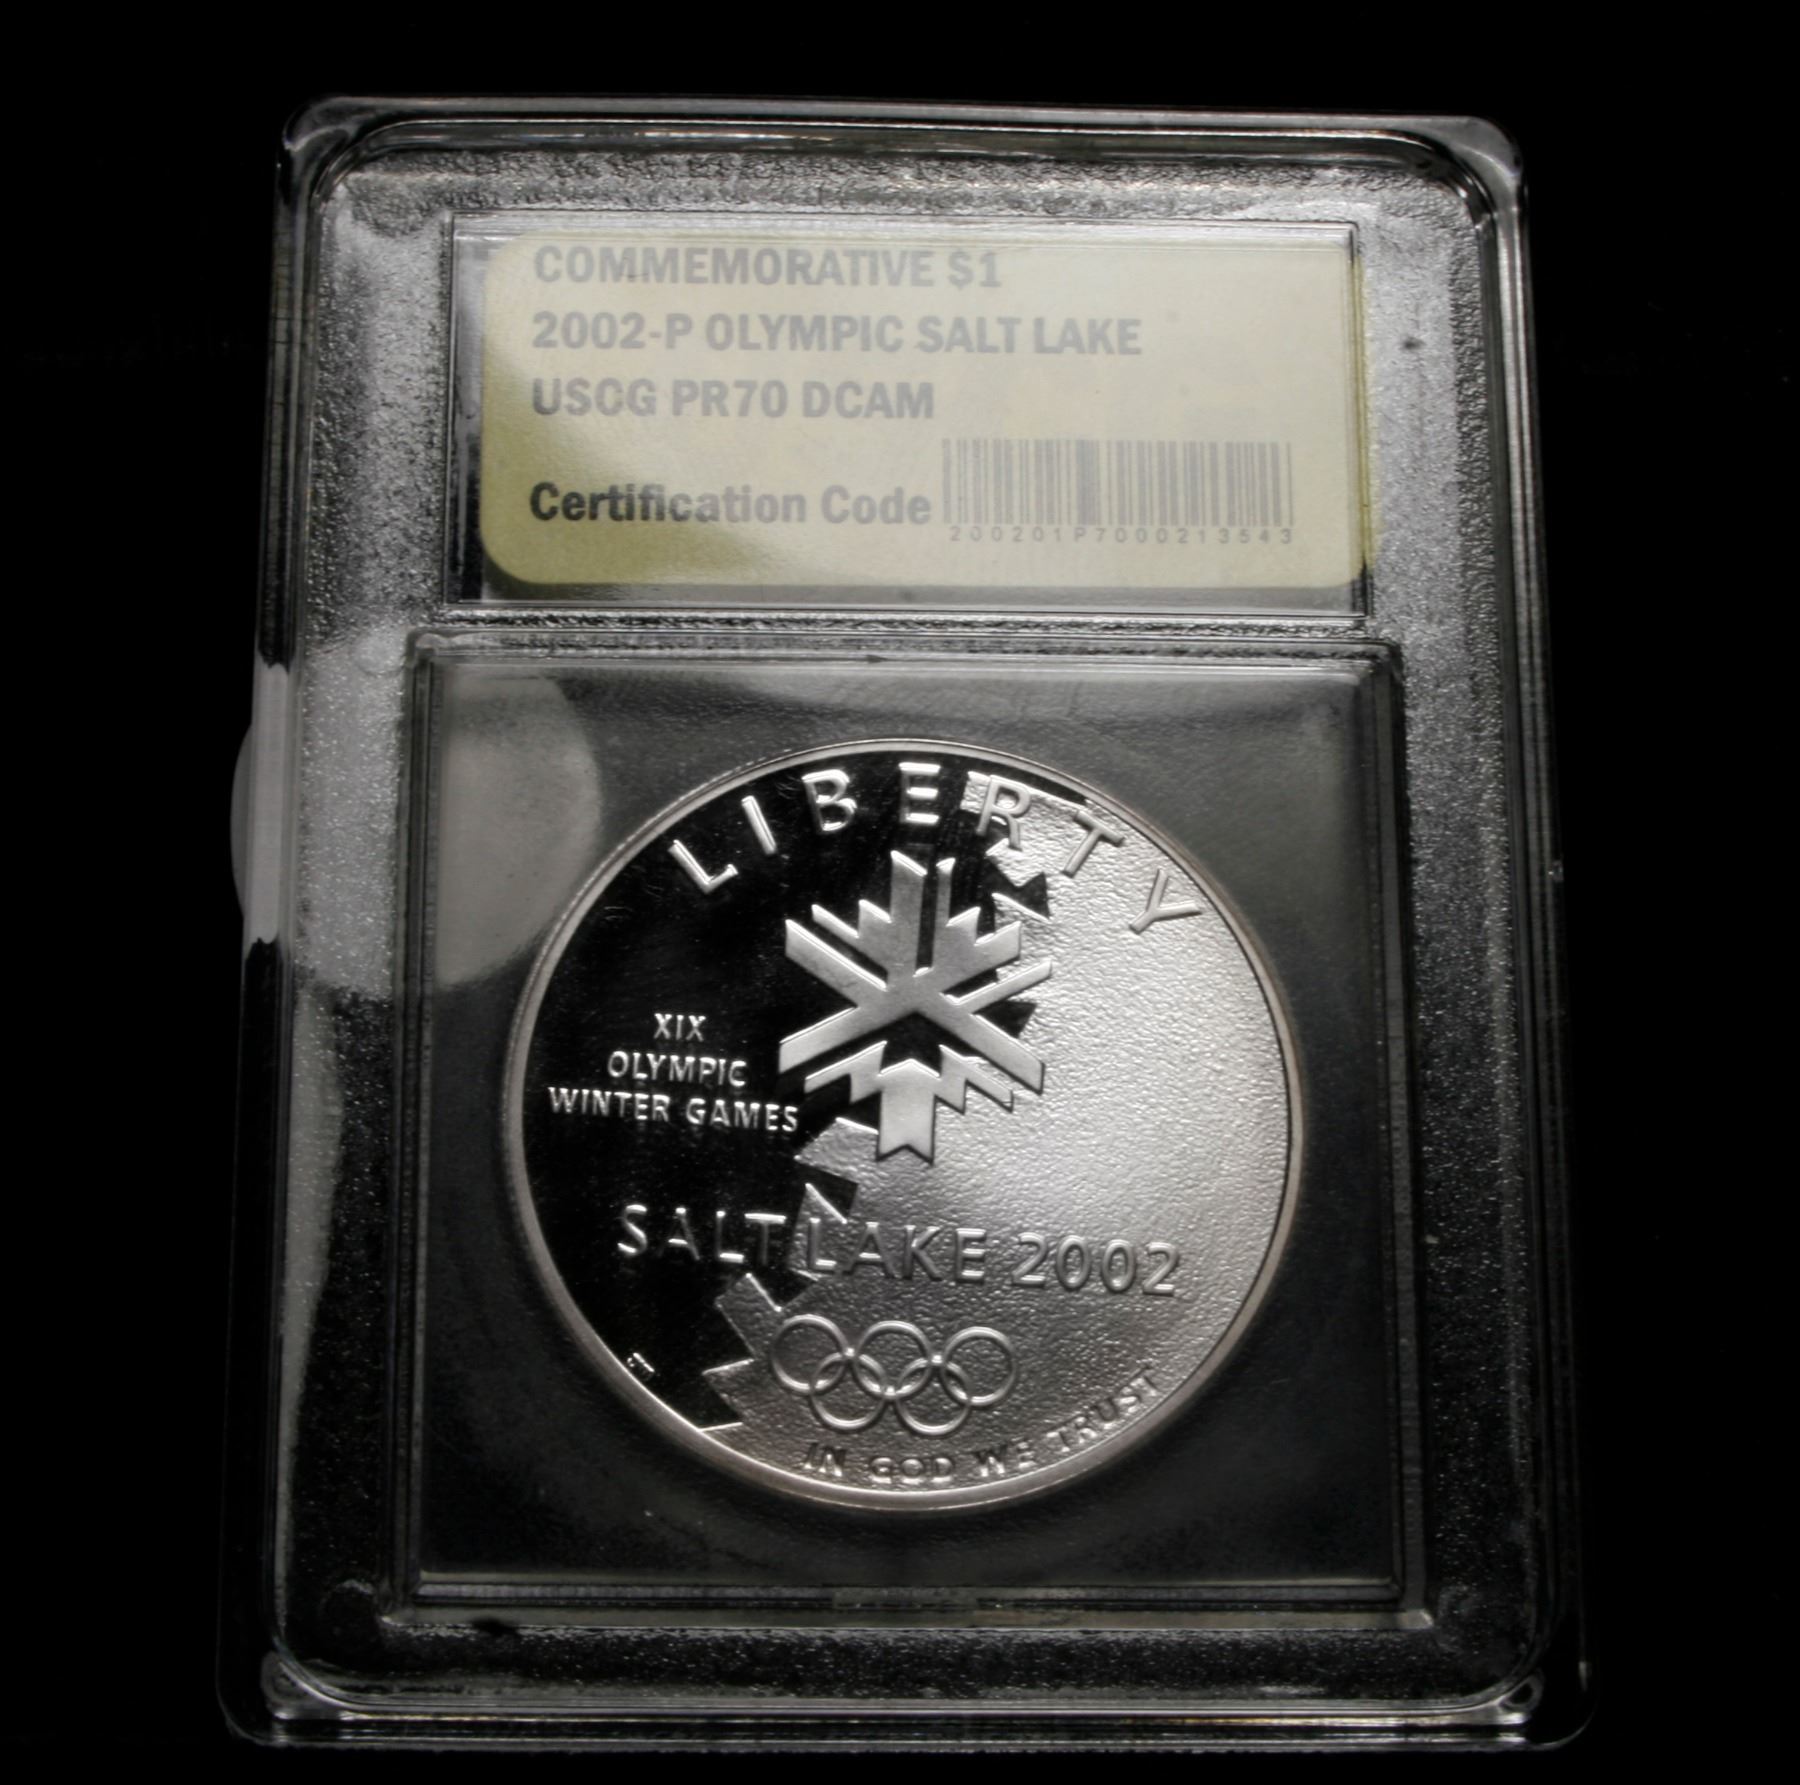 COMMEMORATIVE $1
2002-P OLYMPIC SALT LAKE
USCG PR70 DCAM
Certification Code
200201P7000213543
LIBERTY
XIX
OLYMPIC
WINTER GAMES
SALT LAKE 2002
IN GOD WE TRUST